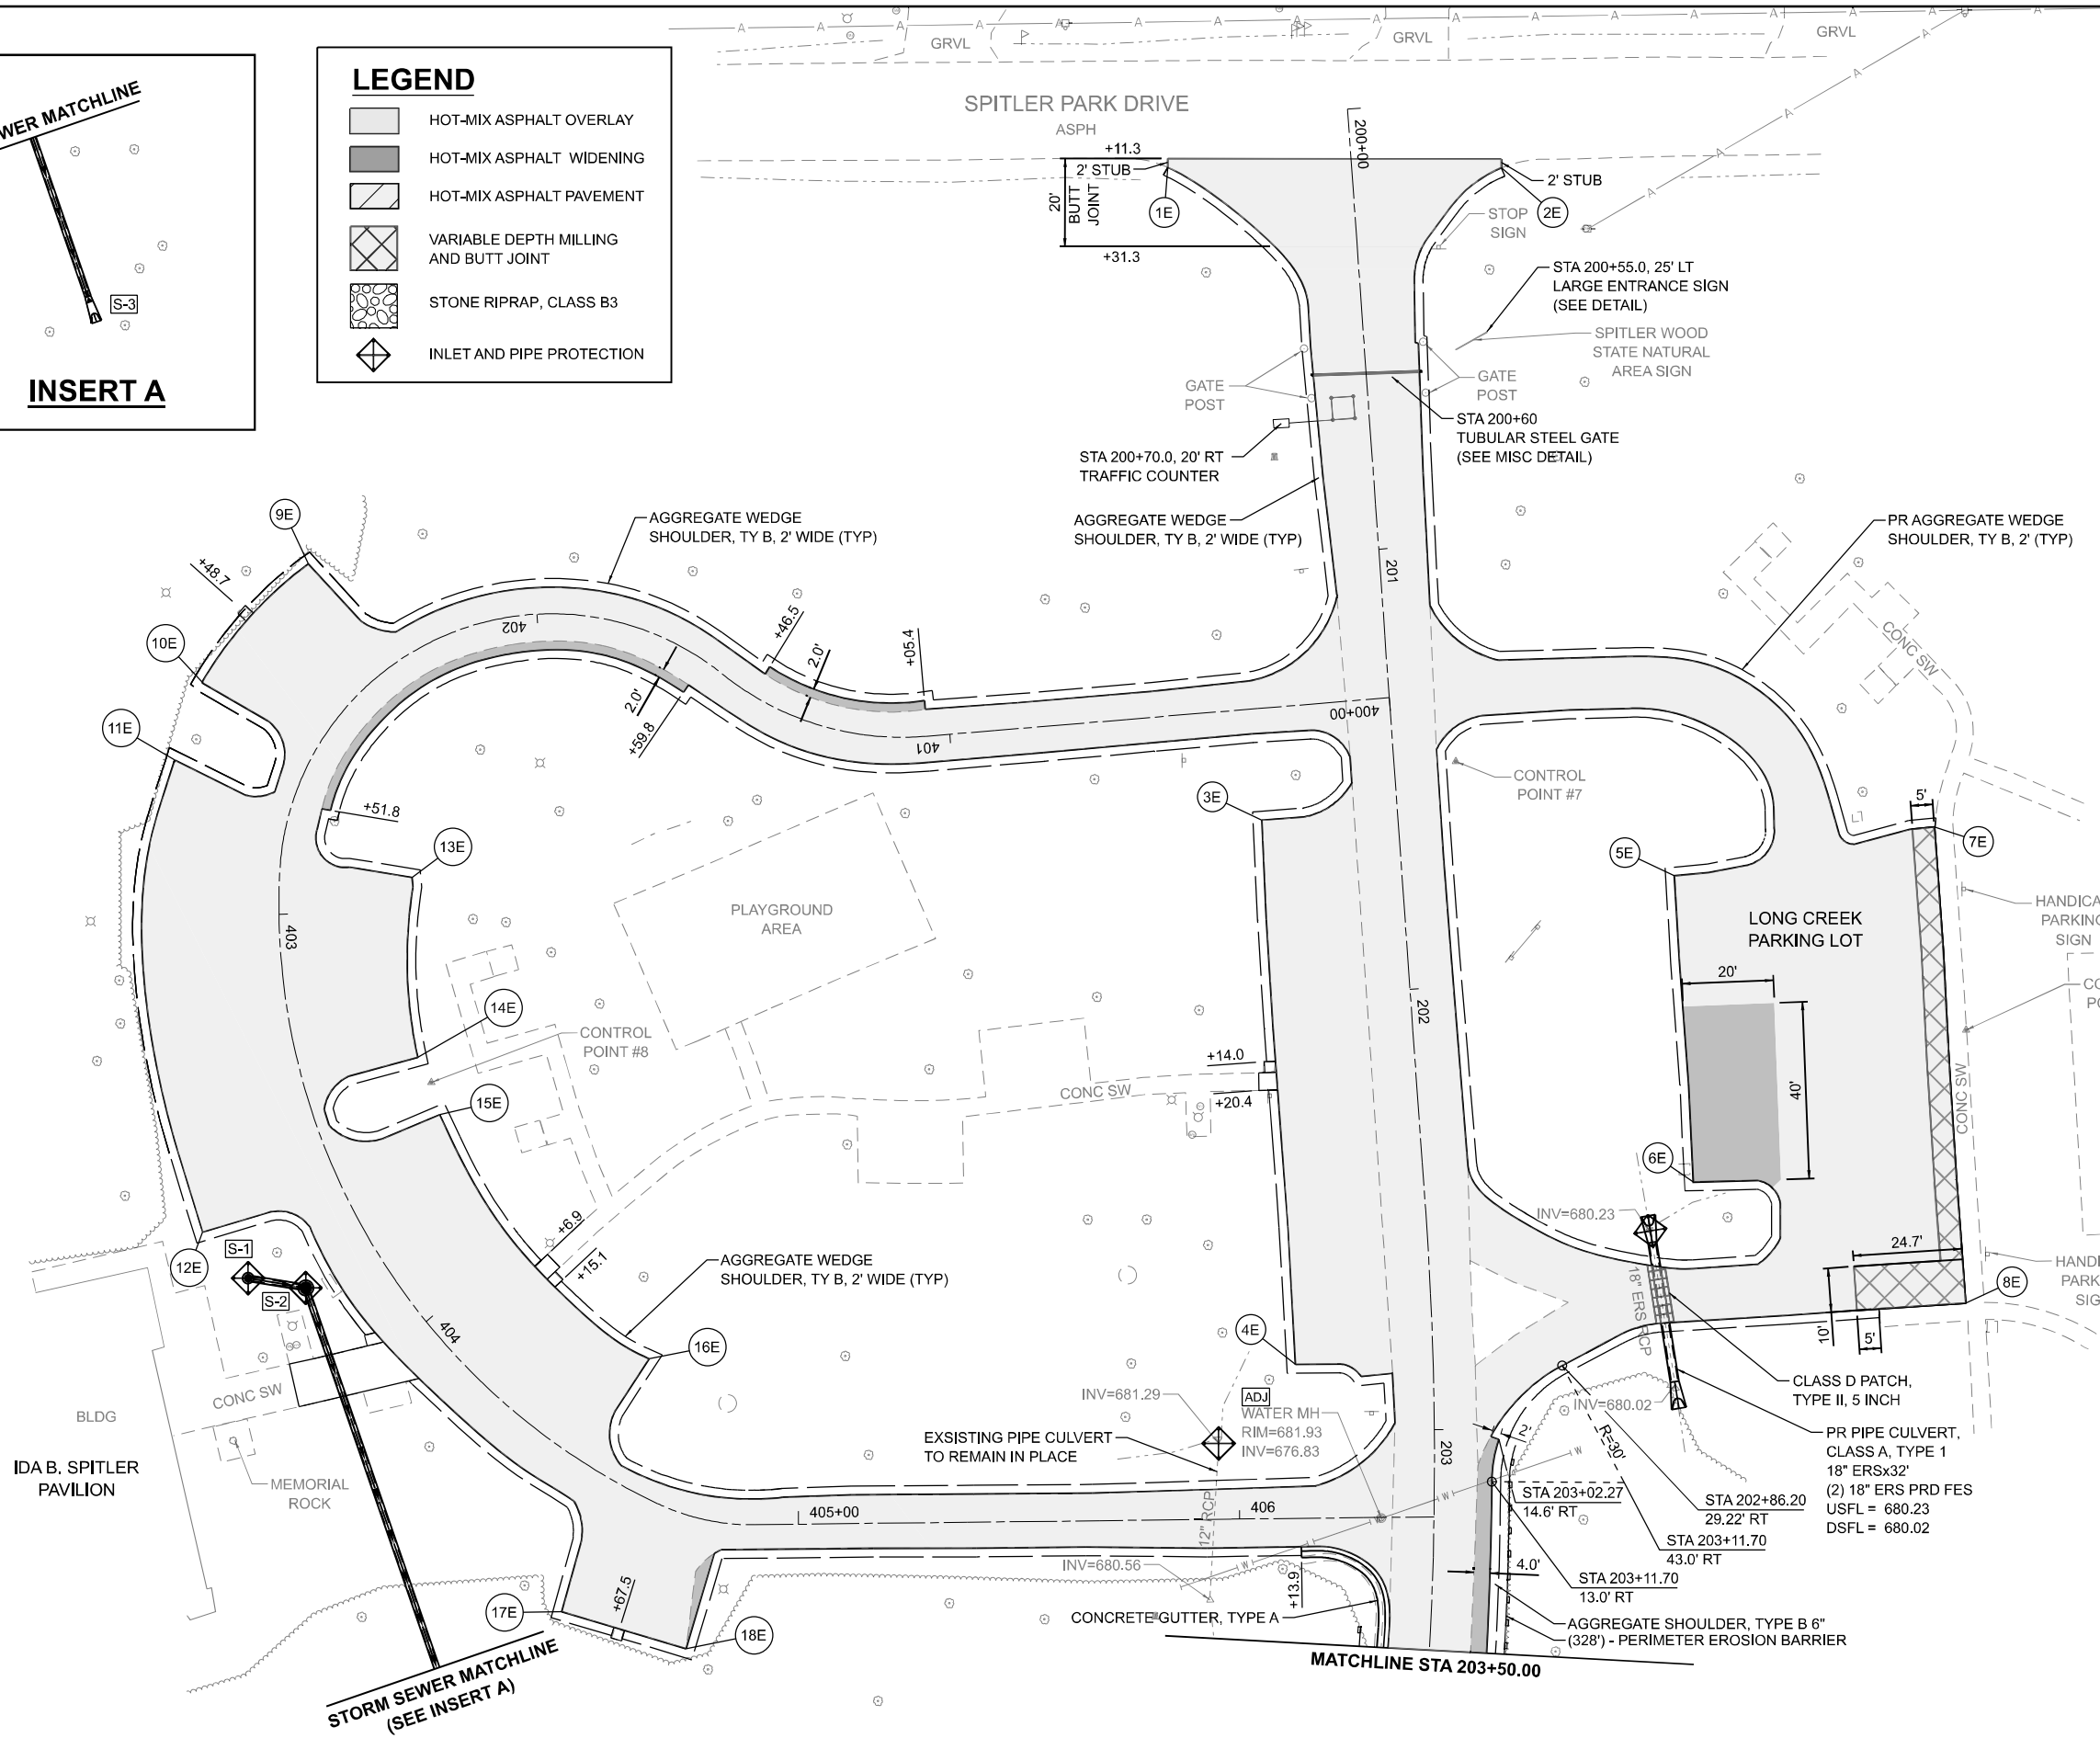 GRVL
GRVL
GRVL
WER MATCHLINE
S-3
INSERT A
LEGEND
HOT-MIX ASPHALT OVERLAY
HOT-MIX ASPHALT WIDENING
HOT-MIX ASPHALT PAVEMENT
VARIABLE DEPTH MILLING
AND BUTT JOINT
STONE RIPRAP, CLASS B3
INLET AND PIPE PROTECTION
SPITLER PARK DRIVE
ASPH
+11.3
2' STUB
20'
BUTT
JOINT
+31.3
1E
200+00
2' STUB
2E
STOP
SIGN
STA 200+55.0, 25' LT
LARGE ENTRANCE SIGN
(SEE DETAIL)
SPITLER WOOD
STATE NATURAL
AREA SIGN
GATE
POST
GATE
POST
STA 200+60
TUBULAR STEEL GATE
(SEE MISC DETAIL)
STA 200+70.0, 20' RT
TRAFFIC COUNTER
AGGREGATE WEDGE
SHOULDER, TY B, 2' WIDE (TYP)
201
PR AGGREGATE WEDGE
SHOULDER, TY B, 2' (TYP)
CONC SW
9E
AGGREGATE WEDGE
SHOULDER, TY B, 2' WIDE (TYP)
+48.7
10E
402
+46.5
2.0'
+05.4
2.0'
+59.8
401
400+00
11E
+51.8
13E
3E
CONTROL
POINT #7
5E
5'
7E
PLAYGROUND
AREA
403
LONG CREEK
PARKING LOT
HANDICA
PARKING
SIGN
20'
40'
202
14E
CONTROL
POINT #8
15E
+14.0
CONC SW
+20.4
CO
PO
CONC SW
6E
INV=680.23
24.7'
10'
5'
8E
HANDI
PARK
SIG
12E
S-1
S-2
+6.9
+15.1
AGGREGATE WEDGE
SHOULDER, TY B, 2' WIDE (TYP)
404
16E
4E
18" ERS RCP
CLASS D PATCH,
TYPE II, 5 INCH
INV=680.02
PR PIPE CULVERT,
CLASS A, TYPE 1
18" ERSx32'
(2) 18" ERS PRD FES
USFL = 680.23
DSFL = 680.02
CONC SW
BLDG
IDA B. SPITLER
PAVILION
MEMORIAL
ROCK
INV=681.29
ADJ
WATER MH
RIM=681.93
INV=676.83
EXSISTING PIPE CULVERT
TO REMAIN IN PLACE
203
2'
R=30'
STA 203+02.27
14.6' RT
STA 202+86.20
29.22' RT
STA 203+11.70
43.0' RT
STA 203+11.70
13.0' RT
405+00
406
12" RCP
INV=680.56
+13.9
4.0'
CONCRETE GUTTER, TYPE A
AGGREGATE SHOULDER, TYPE B 6"
(328') - PERIMETER EROSION BARRIER
17E
+67.5
18E
STORM SEWER MATCHLINE
(SEE INSERT A)
MATCHLINE STA 203+50.00